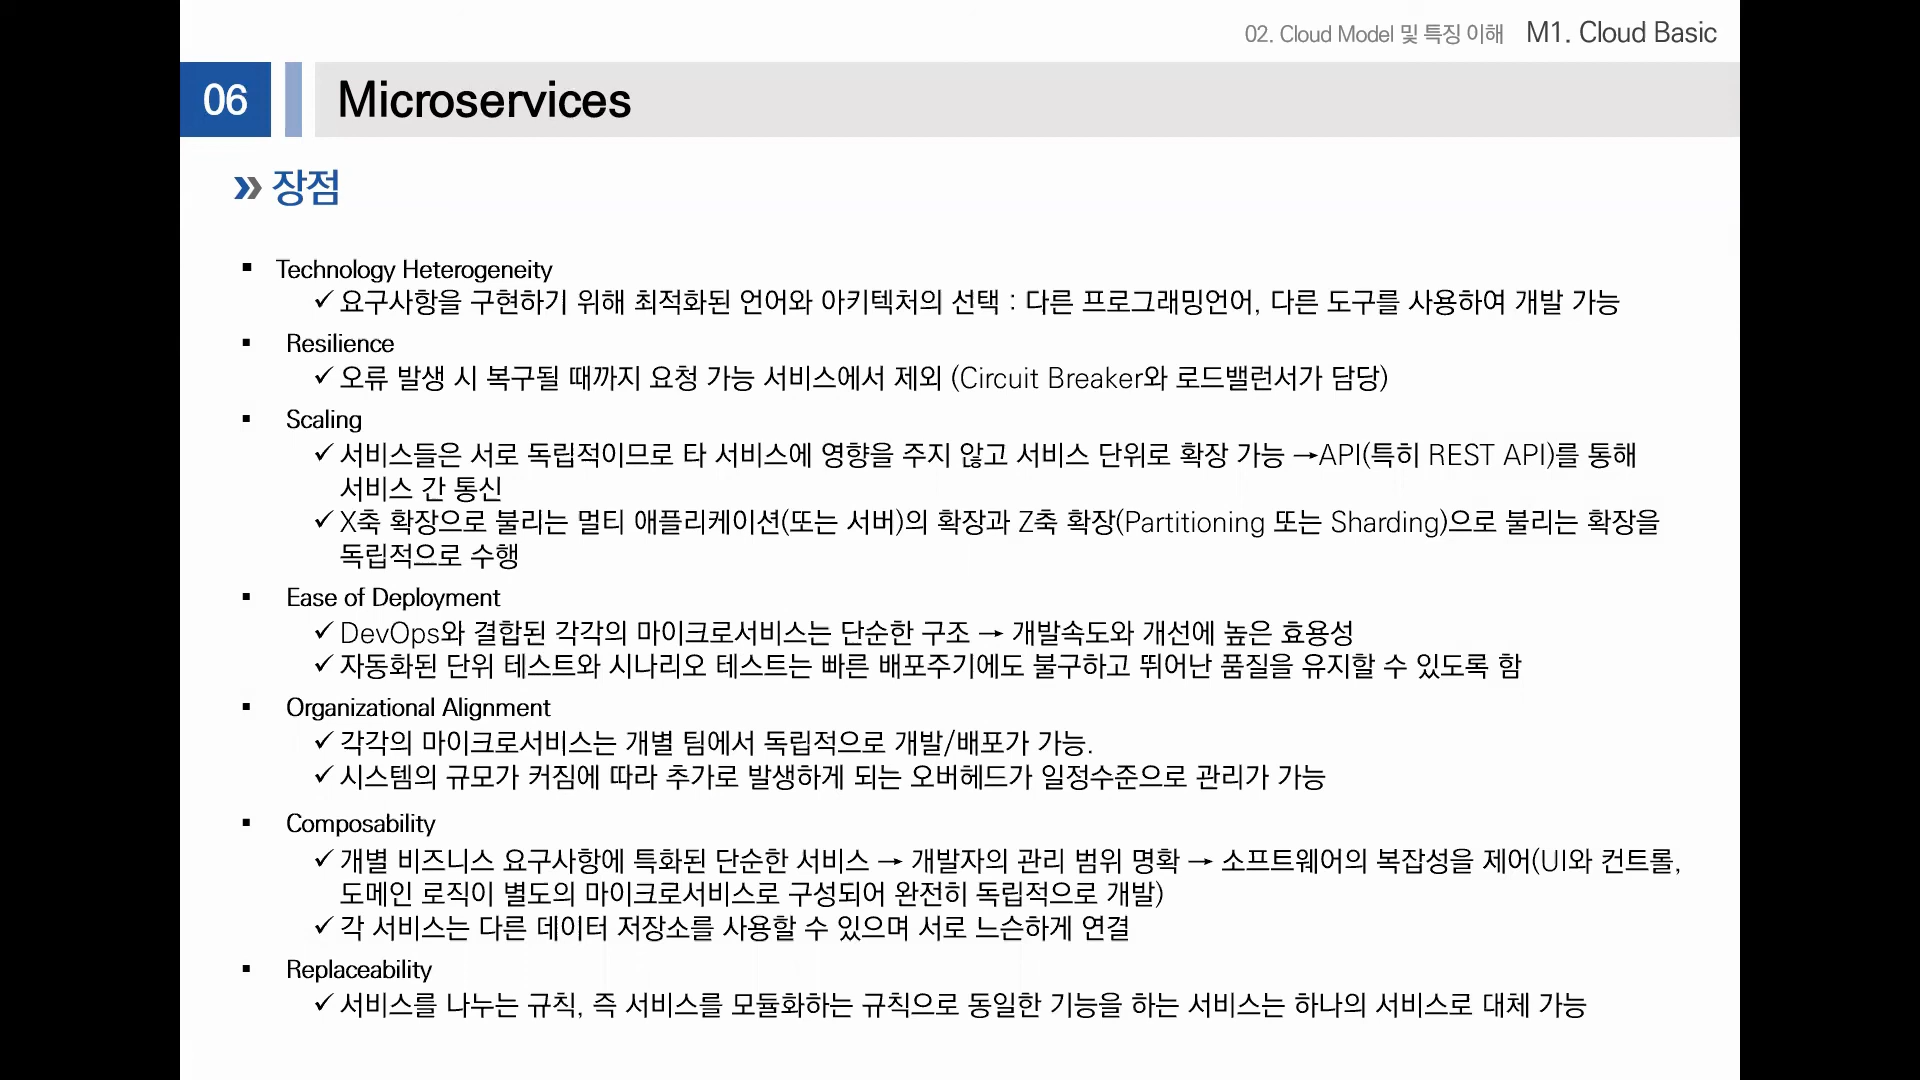 02. Cloud Model 및 특징 이해 M1. Cloud Basic
06 Microservices
» 장점
▪ Technology Heterogeneity
✓ 요구사항을 구현하기 위해 최적화된 언어와 아키텍처의 선택 : 다른 프로그래밍언어, 다른 도구를 사용하여 개발 가능
▪ Resilience
✓ 오류 발생 시 복구될 때까지 요청 가능 서비스에서 제외 (Circuit Breaker와 로드밸런서가 담당)
▪ Scaling
✓ 서비스들은 서로 독립적이므로 타 서비스에 영향을 주지 않고 서비스 단위로 확장 가능 →API(특히 REST API)를 통해
서비스 간 통신
✓ X축 확장으로 불리는 멀티 애플리케이션(또는 서버)의 확장과 Z축 확장(Partitioning 또는 Sharding)으로 불리는 확장을
독립적으로 수행
▪ Ease of Deployment
✓ DevOps와 결합된 각각의 마이크로서비스는 단순한 구조 → 개발속도와 개선에 높은 효용성
✓ 자동화된 단위 테스트와 시나리오 테스트는 빠른 배포주기에도 불구하고 뛰어난 품질을 유지할 수 있도록 함
▪ Organizational Alignment
✓ 각각의 마이크로서비스는 개별 팀에서 독립적으로 개발/배포가 가능.
✓ 시스템의 규모가 커짐에 따라 추가로 발생하게 되는 오버헤드가 일정수준으로 관리가 가능
▪ Composability
✓ 개별 비즈니스 요구사항에 특화된 단순한 서비스 → 개발자의 관리 범위 명확 → 소프트웨어의 복잡성을 제어(UI와 컨트롤,
도메인 로직이 별도의 마이크로서비스로 구성되어 완전히 독립적으로 개발)
✓ 각 서비스는 다른 데이터 저장소를 사용할 수 있으며 서로 느슨하게 연결
▪ Replaceability
✓ 서비스를 나누는 규칙, 즉 서비스를 모듈화하는 규칙으로 동일한 기능을 하는 서비스는 하나의 서비스로 대체 가능